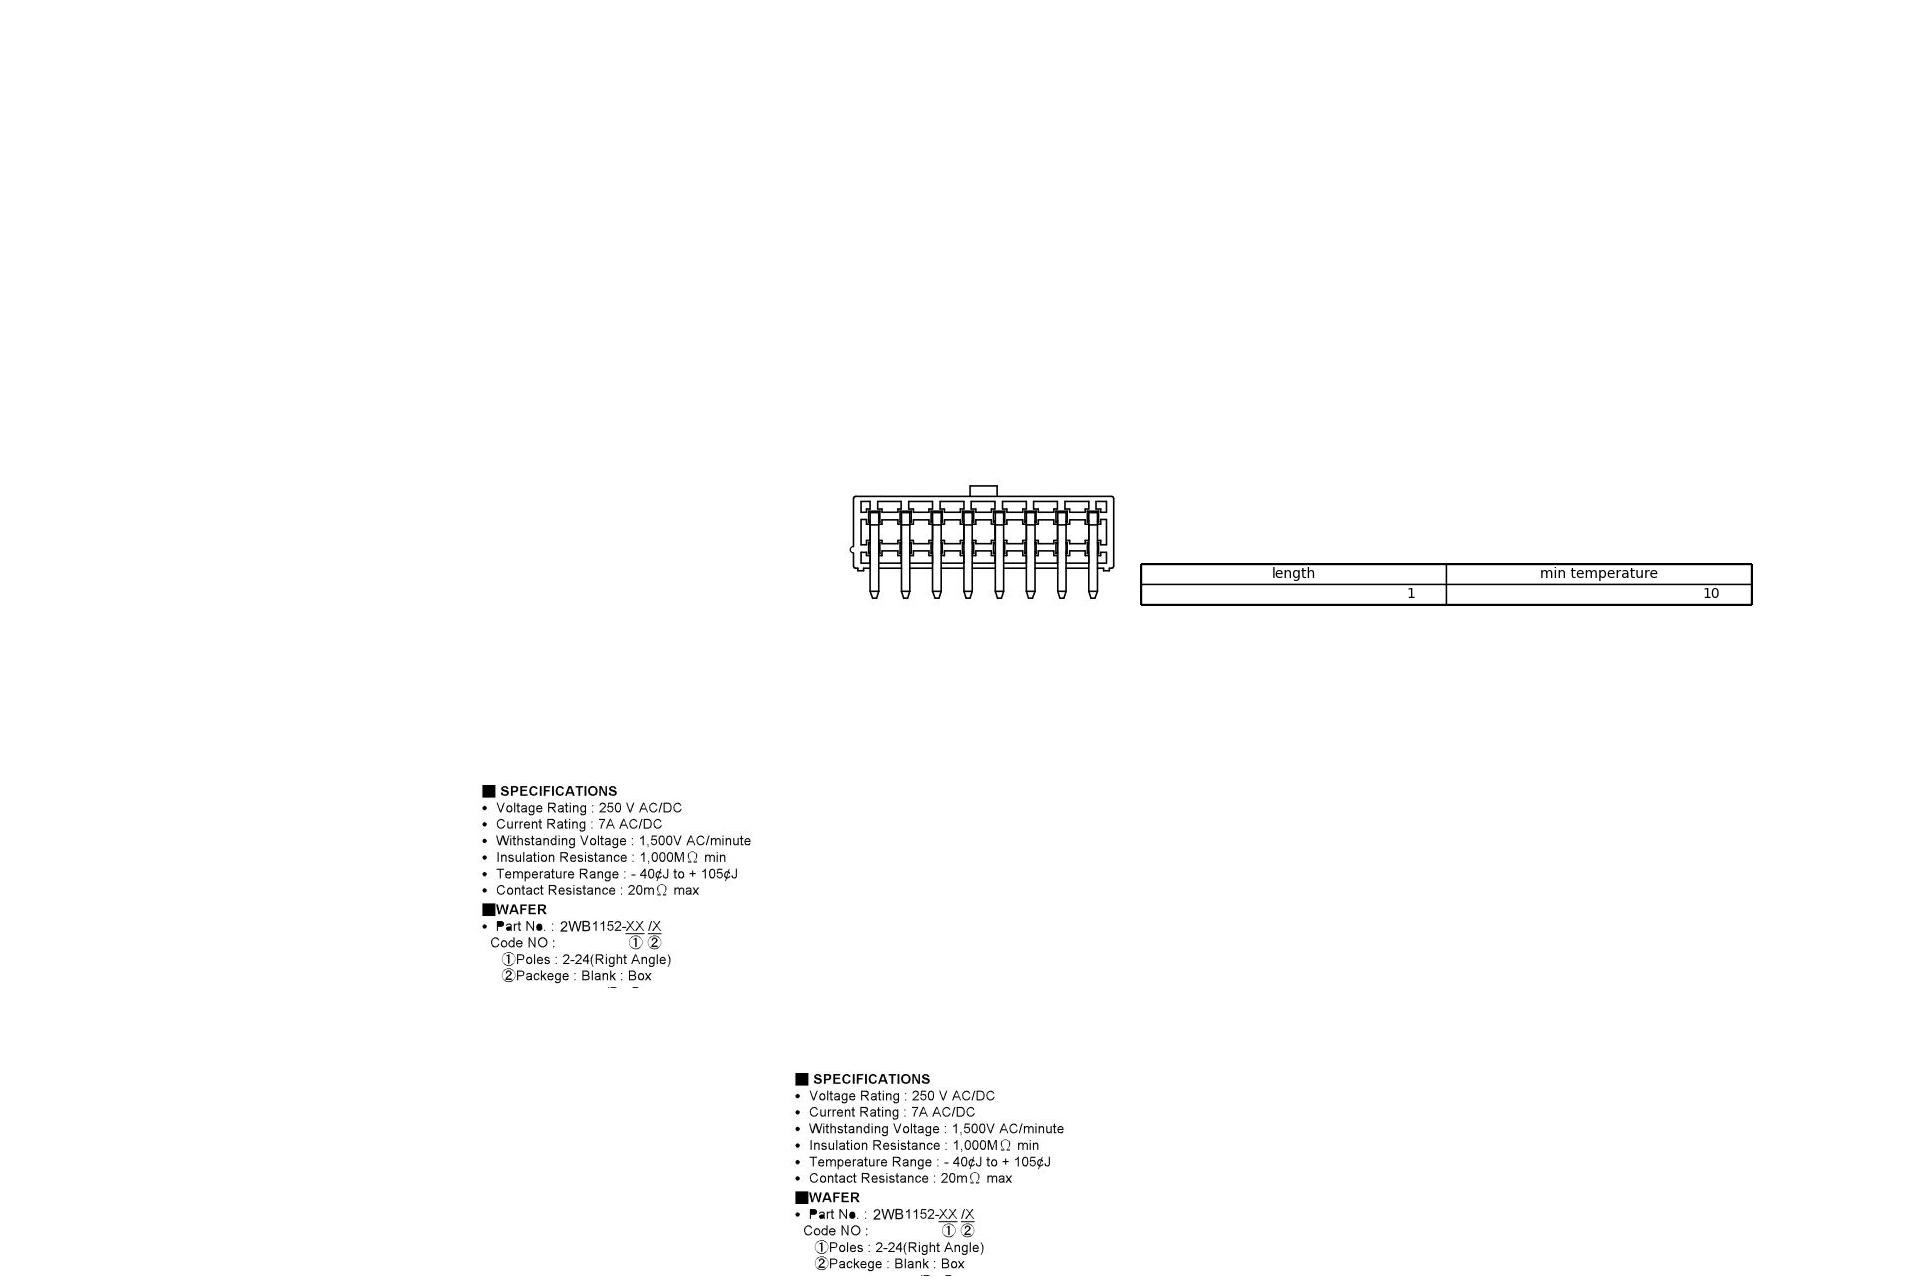 length min temperature
1 10
■ SPECIFICATIONS
• Voltage Rating : 250 V AC/DC
• Current Rating : 7A AC/DC
• Withstanding Voltage : 1,500V AC/minute
• Insulation Resistance : 1,000MΩ min
• Temperature Range : - 40¢J to + 105¢J
• Contact Resistance : 20mΩ max
■WAFER
• Part No. : 2WB1152-XX /X
Code NO : ① ②
①Poles : 2-24(Right Angle)
②Packege : Blank : Box
■ SPECIFICATIONS
• Voltage Rating : 250 V AC/DC
• Current Rating : 7A AC/DC
• Withstanding Voltage : 1,500V AC/minute
• Insulation Resistance : 1,000MΩ min
• Temperature Range : - 40¢J to + 105¢J
• Contact Resistance : 20mΩ max
■WAFER
• Part No. : 2WB1152-XX /X
Code NO : ① ②
①Poles : 2-24(Right Angle)
②Packege : Blank : Box